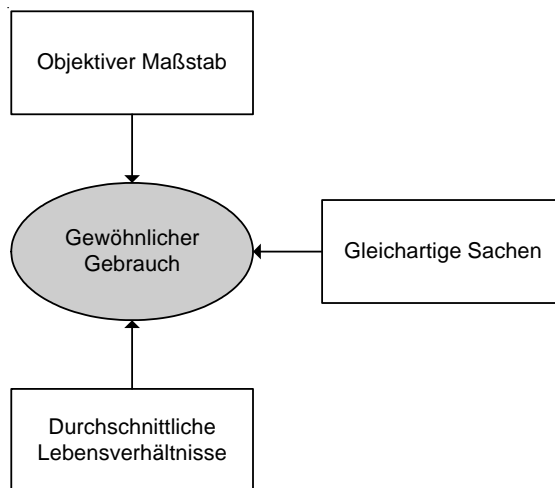 Objektiver Maßstab
Gewöhnlicher
Gebrauch
Gleichartige Sachen
Durchschnittliche
Lebensverhältnisse